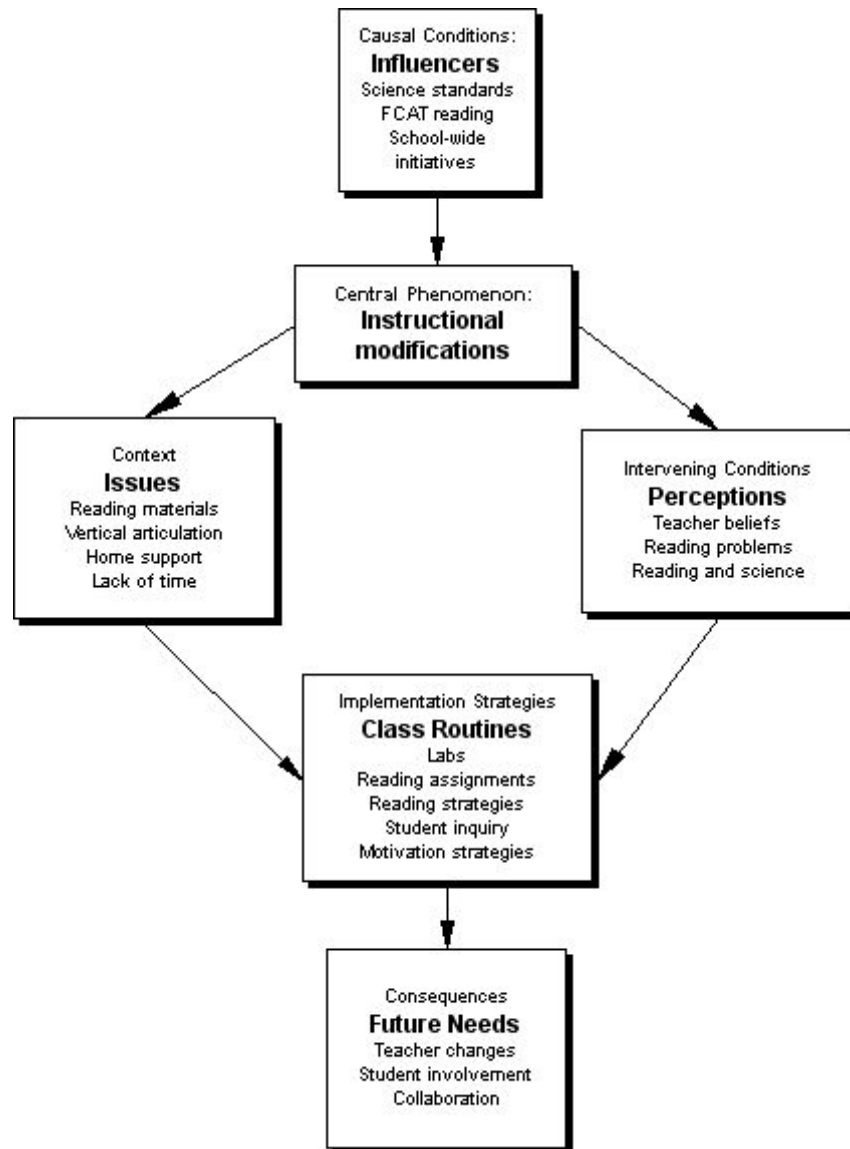 Causal Conditions:
Influencers
Science standards
FCAT reading
School-wide
initiatives
Central Phenomenon:
Instructional
modifications
Context
Issues
Reading materials
Vertical articulation
Home support
Lack of time
Intervening Conditions
Perceptions
Teacher beliefs
Reading problems
Reading and science
Implementation Strategies
Class Routines
Labs
Reading assignments
Reading strategies
Student inquiry
Motivation strategies
Consequences
Future Needs
Teacher changes
Student involvement
Collaboration